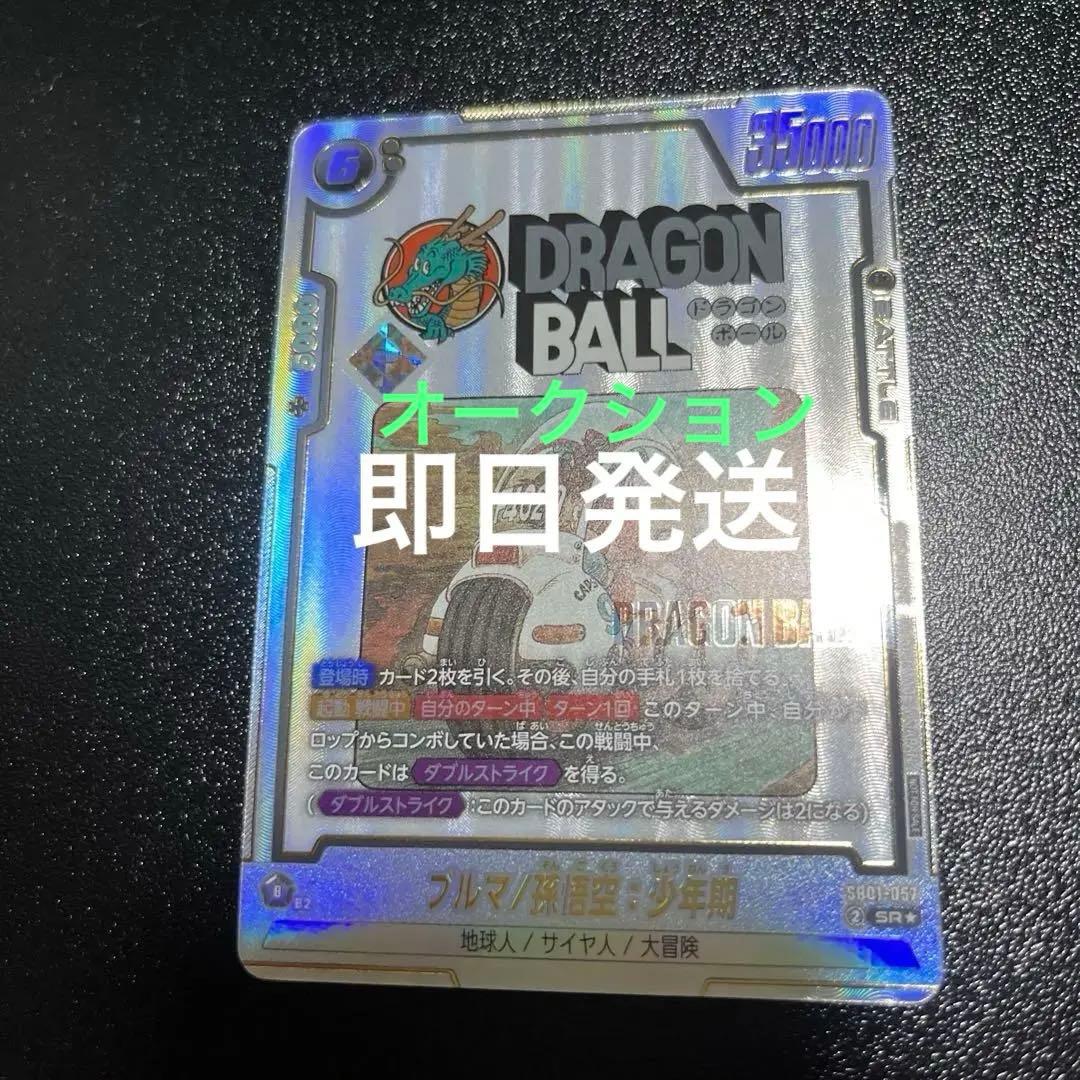 6
35000
DRAGON
BALL
ドラゴン
ボール
5000
BATTLE
オークション
即日発送
DRAGON BA
登場時 カード2枚を引く。その後、自分の手札1枚を捨てる
起動 戦闘中 自分のターン中 ターン1回 このターン中、自分が
ロップからコンボしていた場合、この戦闘中、
このカードは ダブルストライク を得る。
( ダブルストライク :このカードのアタックで与えるダメージは2になる)
ブルマ/孫悟空:少年期
SB01-057
② SR★
B2
地球人 / サイヤ人 / 大冒険